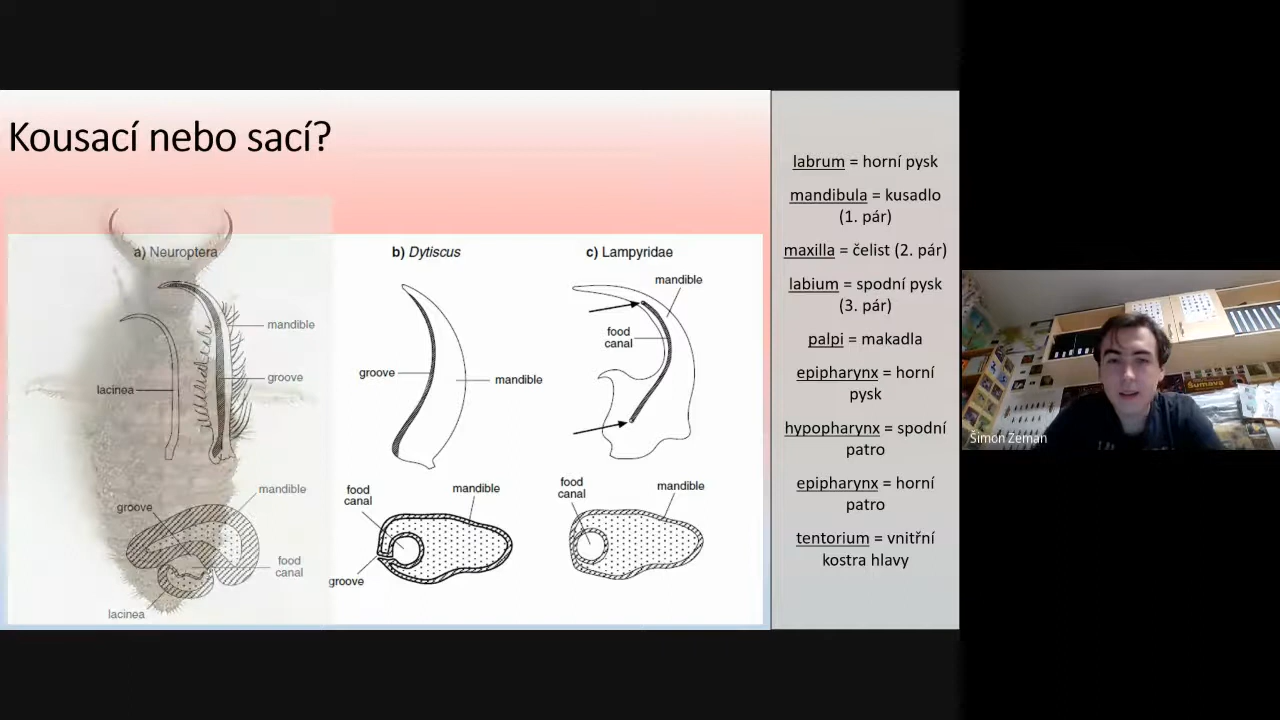 Kousací nebo sací?
a) Neuroptera
mandible
groove
lacinea
mandible
groove
food
canal
lacinea
b) Dytiscus
groove
mandible
food
canal
mandible
groove
c) Lampyridae
mandible
food
canal
food
canal
mandible
labrum = horní pysk
mandibula = kusadlo
(1. pár)
maxilla = čelist (2. pár)
labium = spodní pysk
(3. pár)
palpi = makadla
epipharynx = horní
pysk
hypopharynx = spodní
patro
epipharynx = horní
patro
tentorium = vnitřní
kostra hlavy
Šumava
Šimon Zeman